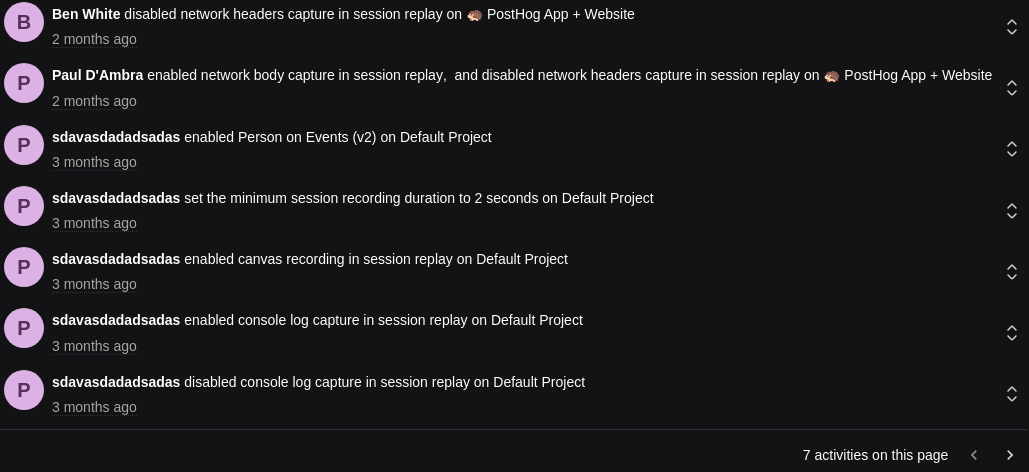 B
Ben White disabled network headers capture in session replay on 🦔 PostHog App + Website
2 months ago
P
Paul D'Ambra enabled network body capture in session replay,  and disabled network headers capture in session replay on 🦔 PostHog App + Website
2 months ago
P
sdavasdadadsadas enabled Person on Events (v2) on Default Project
3 months ago
P
sdavasdadadsadas set the minimum session recording duration to 2 seconds on Default Project
3 months ago
P
sdavasdadadsadas enabled canvas recording in session replay on Default Project
3 months ago
P
sdavasdadadsadas enabled console log capture in session replay on Default Project
3 months ago
P
sdavasdadadsadas disabled console log capture in session replay on Default Project
3 months ago
7 activities on this page